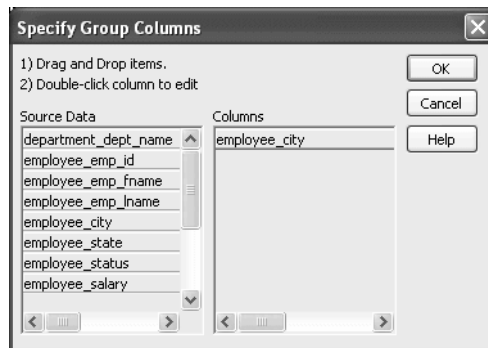 Specify Group Columns
1) Drag and Drop items.
2) Double-click column to edit
OK
Cancel
Help
Source Data
Columns
department_dept_name
employee_emp_id
employee_emp_fname
employee_emp_lname
employee_city
employee_state
employee_status
employee_salary
employee_city